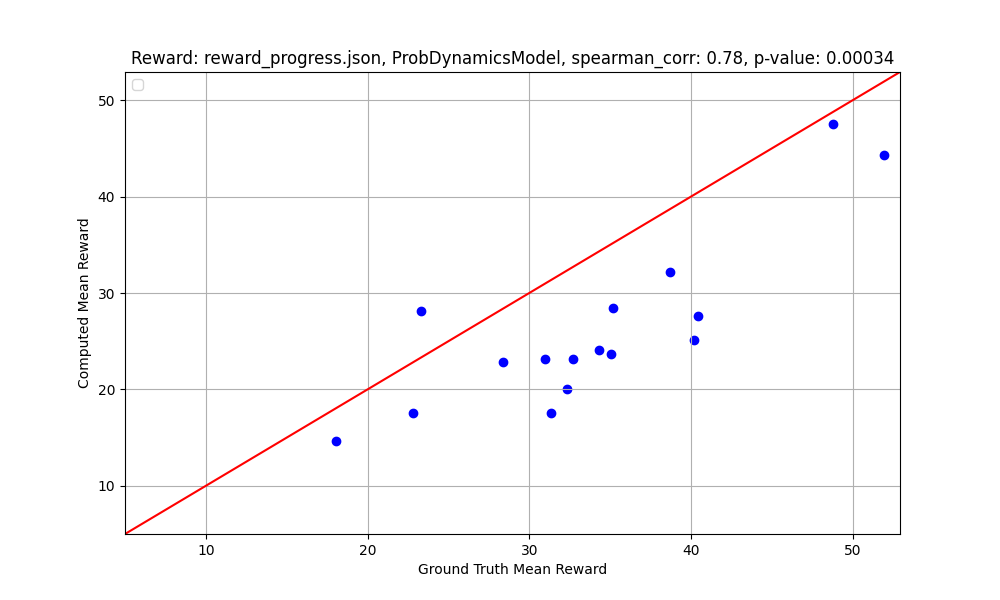 Reward: reward_progress.json, ProbDynamicsModel, spearman_corr: 0.78, p-value: 0.00034
Computed Mean Reward
50
40
30
20
10
10 20 30 40 50
Ground Truth Mean Reward